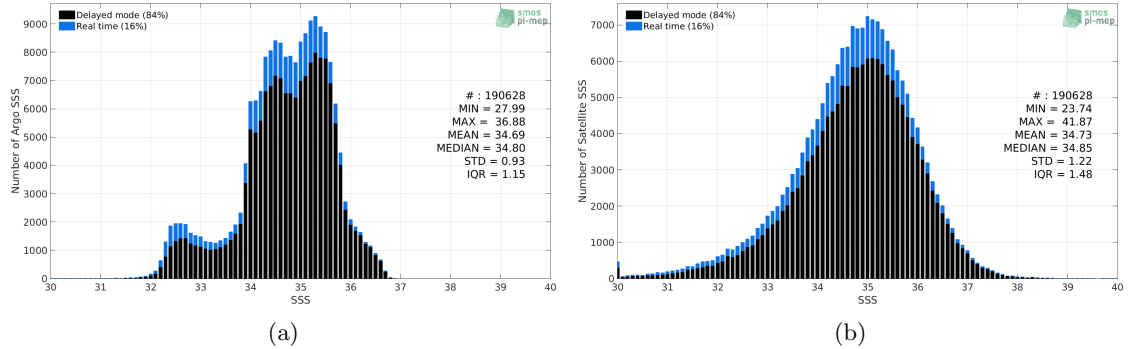 Delayed mode (84%)
Real time (16%)
smos
pi-mep
# : 190628
MIN = 27.99
MAX = 36.88
MEAN = 34.69
MEDIAN = 34.80
STD = 0.93
IQR = 1.15
Number of Argo SSS
9000
8000
7000
6000
5000
4000
3000
2000
1000
0
30 31 32 33 34 35 36 37 38 39 40
SSS
(a)
Delayed mode (84%)
Real time (16%)
smos
pi-mep
# : 190628
MIN = 23.74
MAX = 41.87
MEAN = 34.73
MEDIAN = 34.85
STD = 1.22
IQR = 1.48
Number of Satellite SSS
7000
6000
5000
4000
3000
2000
1000
0
30 31 32 33 34 35 36 37 38 39 40
SSS
(b)